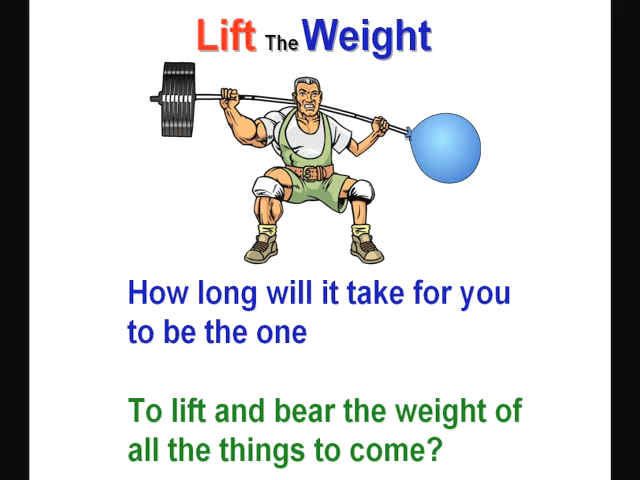 Lift The Weight
How long will it take for you
to be the one
To lift and bear the weight of
all the things to come?